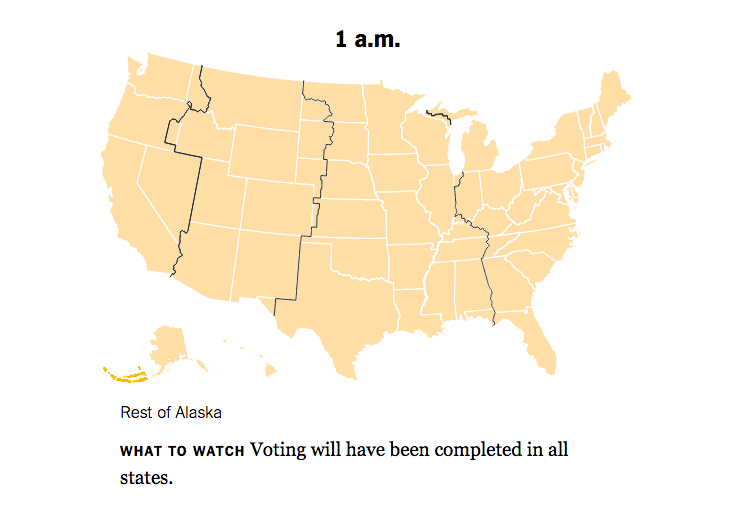 1 a.m.
Rest of Alaska
WHAT TO WATCH Voting will have been completed in all
states.